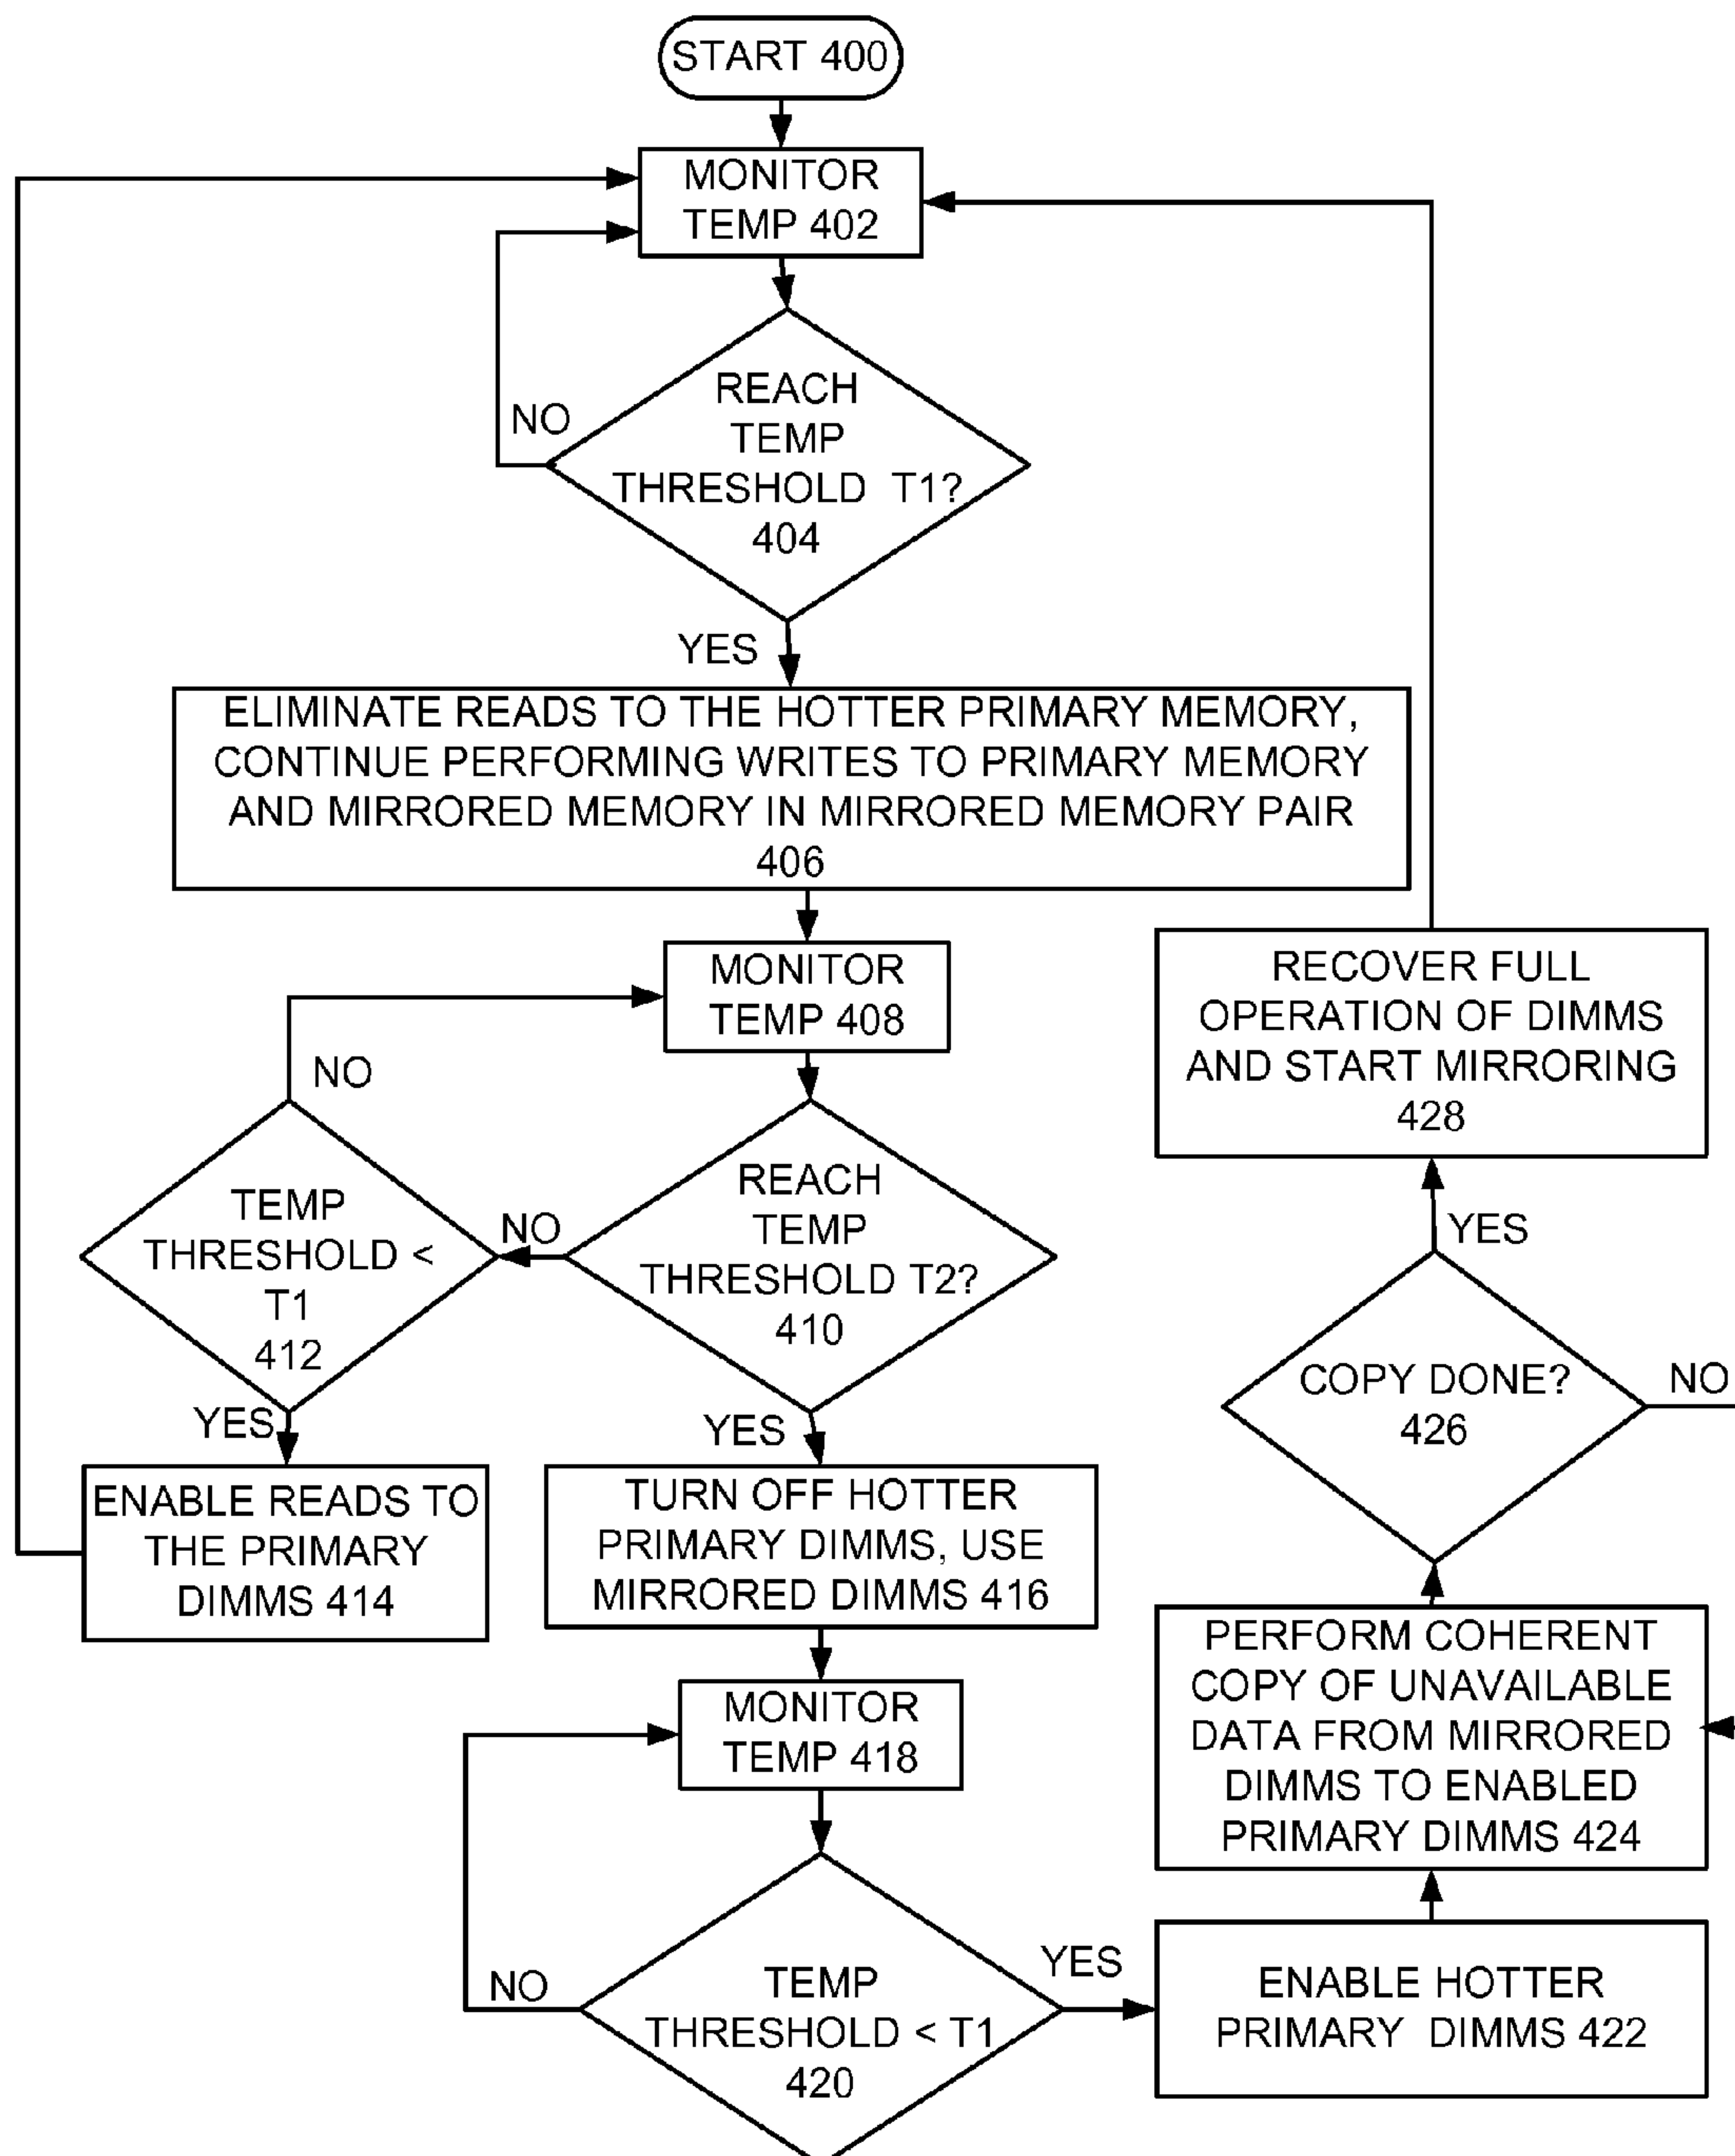 START 400
MONITOR
TEMP 402
REACH
TEMP
THRESHOLD T1?
404
NO
YES
ELIMINATE READS TO THE HOTTER PRIMARY MEMORY,
CONTINUE PERFORMING WRITES TO PRIMARY MEMORY
AND MIRRORED MEMORY IN MIRRORED MEMORY PAIR
406
MONITOR
TEMP 408
REACH
TEMP
THRESHOLD T2?
410
NO
TEMP
THRESHOLD <
T1
412
NO
YES
ENABLE READS TO
THE PRIMARY
DIMMS 414
YES
TURN OFF HOTTER
PRIMARY DIMMS, USE
MIRRORED DIMMS 416
MONITOR
TEMP 418
TEMP
THRESHOLD < T1
420
NO
YES
ENABLE HOTTER
PRIMARY DIMMS 422
PERFORM COHERENT
COPY OF UNAVAILABLE
DATA FROM MIRRORED
DIMMS TO ENABLED
PRIMARY DIMMS 424
COPY DONE?
426
NO
YES
RECOVER FULL
OPERATION OF DIMMS
AND START MIRRORING
428